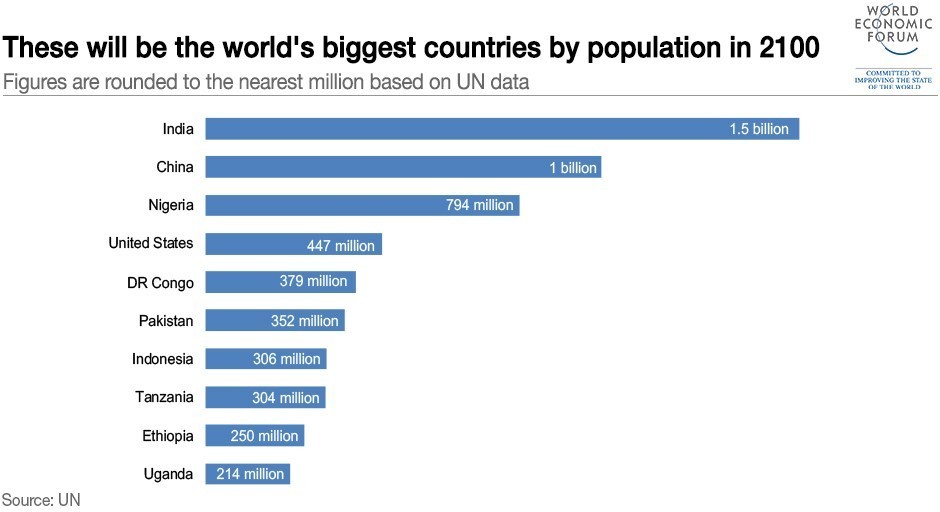 WORLD
ECONOMIC
FORUM
COMMITTED TO
IMPROVING THE STATE
OF THE WORLD
These will be the world's biggest countries by population in 2100
Figures are rounded to the nearest million based on UN data
India 1.5 billion
China 1 billion
Nigeria 794 million
United States 447 million
DR Congo 379 million
Pakistan 352 million
Indonesia 306 million
Tanzania 304 million
Ethiopia 250 million
Uganda 214 million
Source: UN